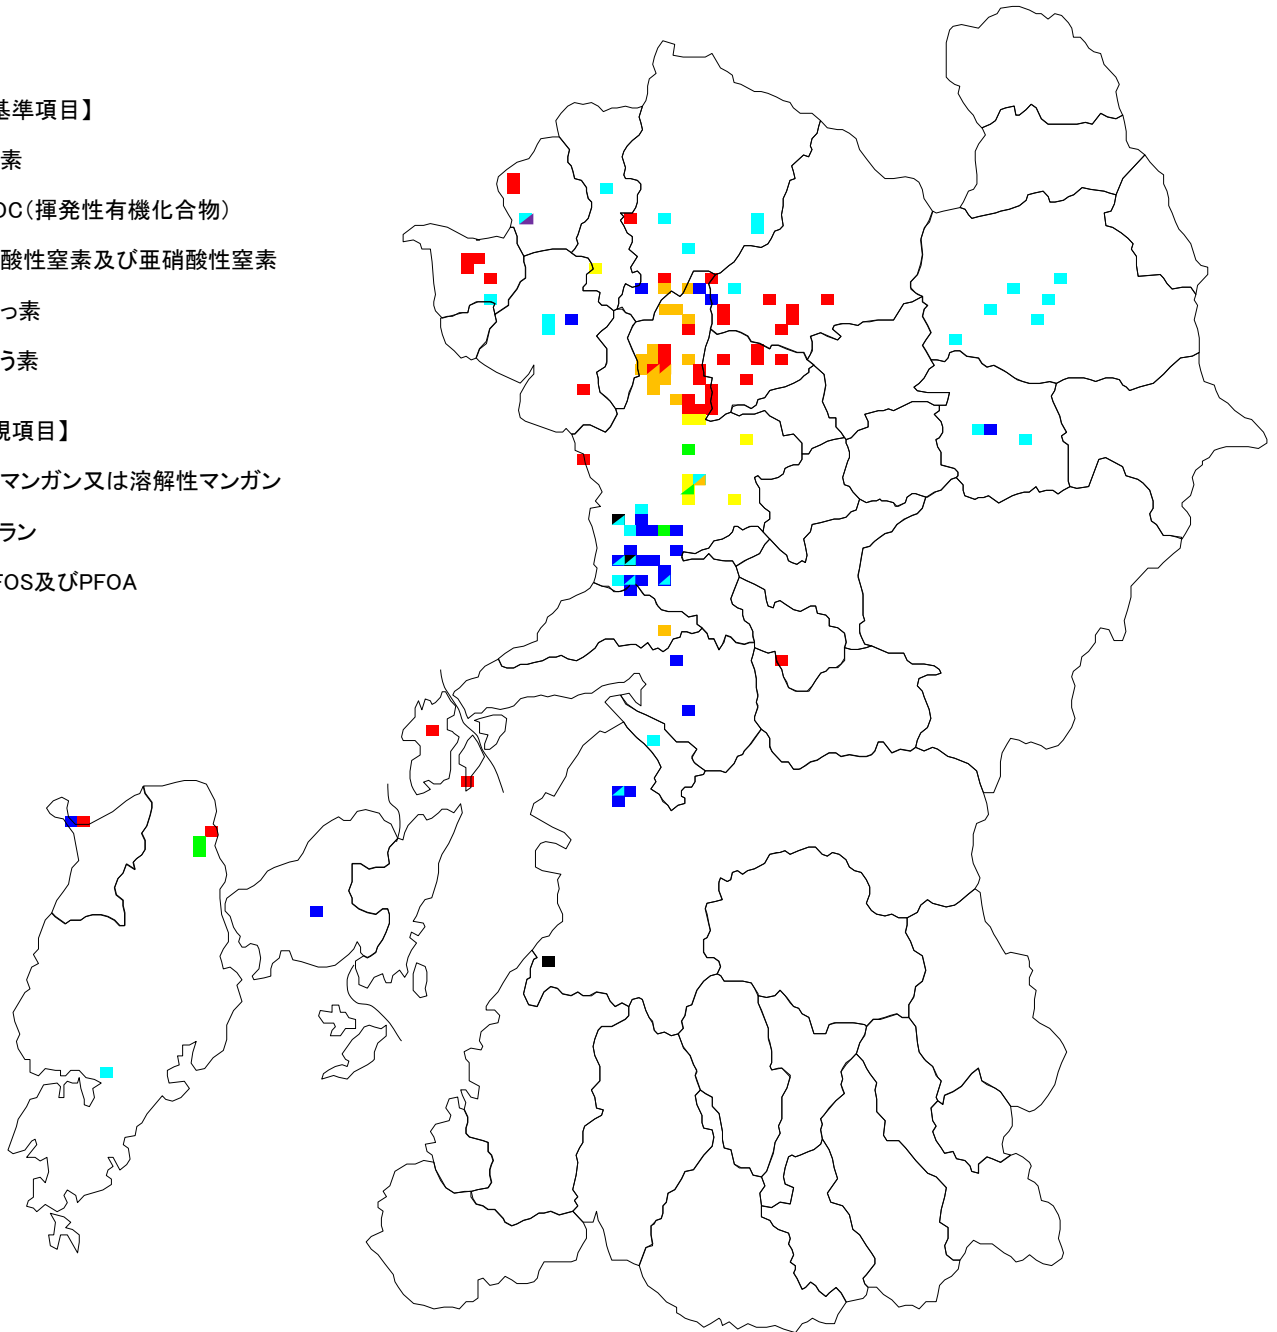 基準項目】
素
OC（揮発性有機化合物）
酸性窒素及び亜硝酸性窒素
っ素
う素
視項目】
マンガン又は溶解性マンガン
ラン
FOS及びPFOA